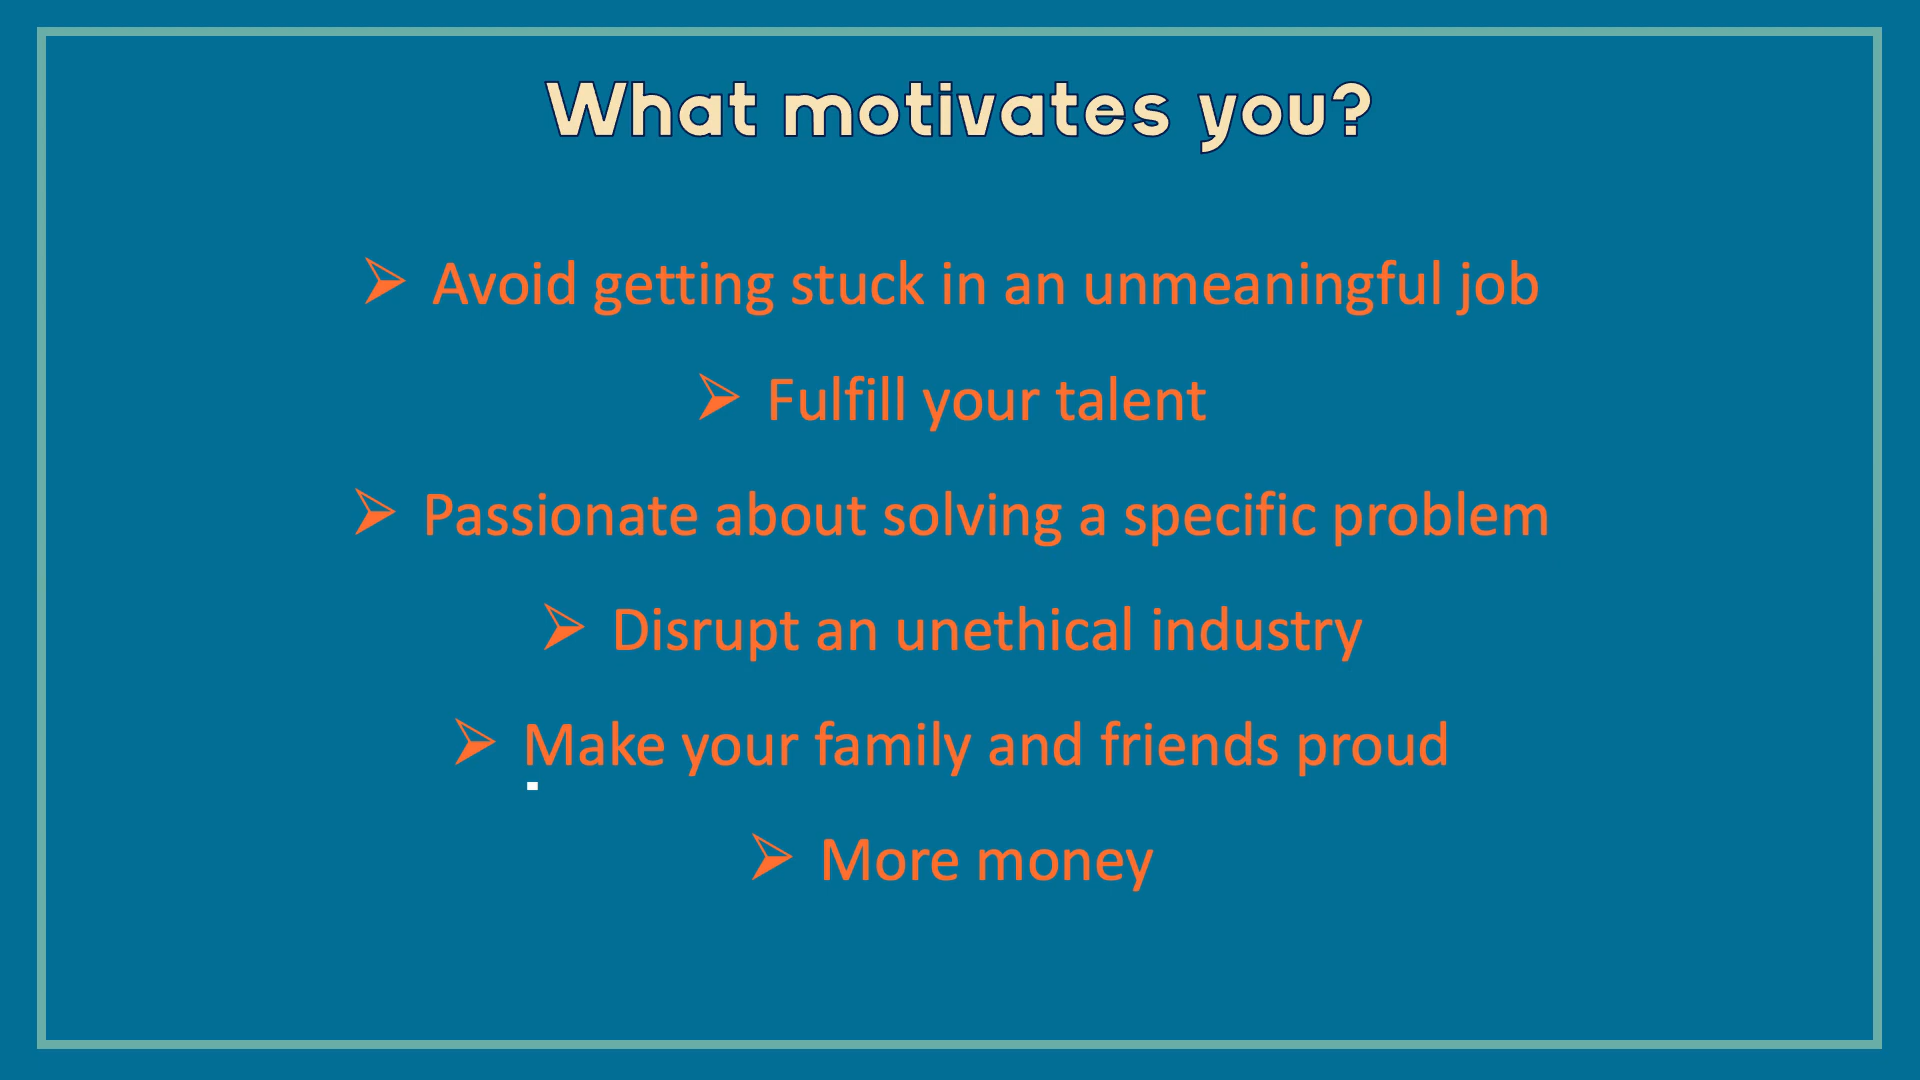 What motivates you?
➢ Avoid getting stuck in an unmeaningful job
➢ Fulfill your talent
➢ Passionate about solving a specific problem
➢ Disrupt an unethical industry
➢ Make your family and friends proud
➢ More money